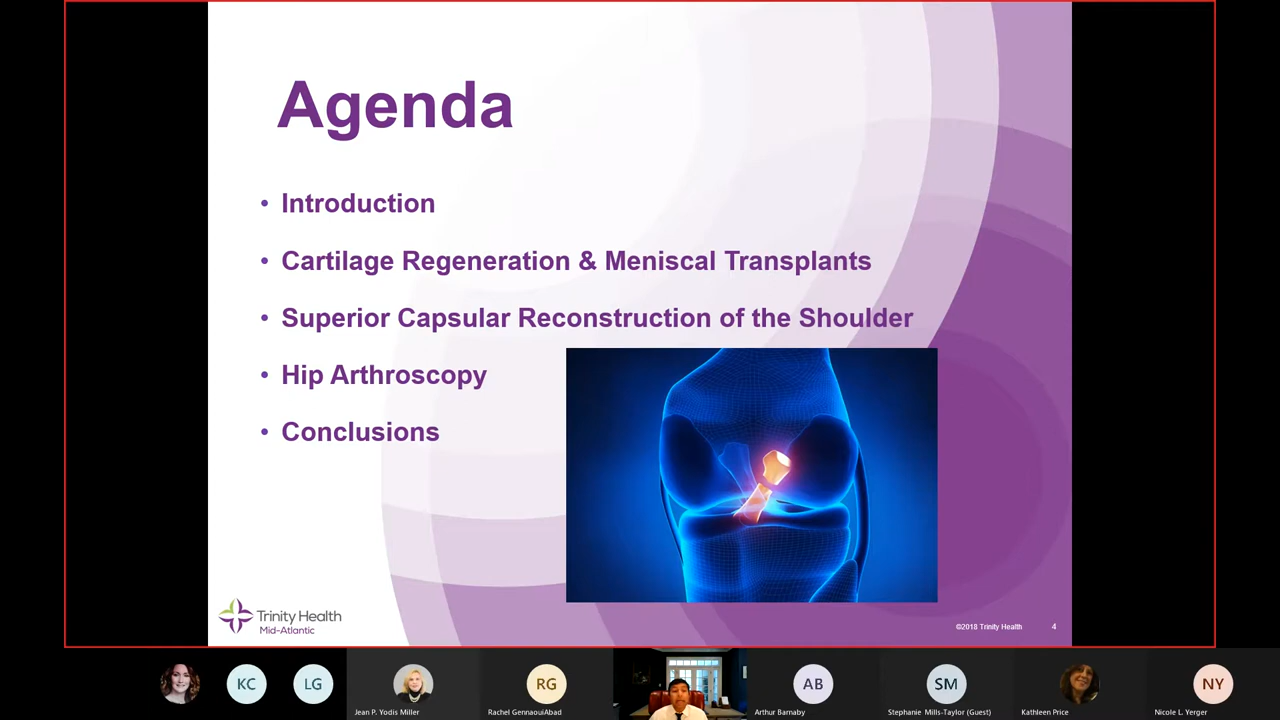 Agenda
• Introduction
• Cartilage Regeneration & Meniscal Transplants
• Superior Capsular Reconstruction of the Shoulder
• Hip Arthroscopy
• Conclusions
Trinity Health
Mid-Atlantic
©2018 Trinity Health 4
KC
LG
Jean P. Yodis Miller
RG
Rachel GennaouiAbad
AB
Arthur Barnaby
SM
Stephanie Mills-Taylor (Guest)
Kathleen Price
NY
Nicole L. Yerger